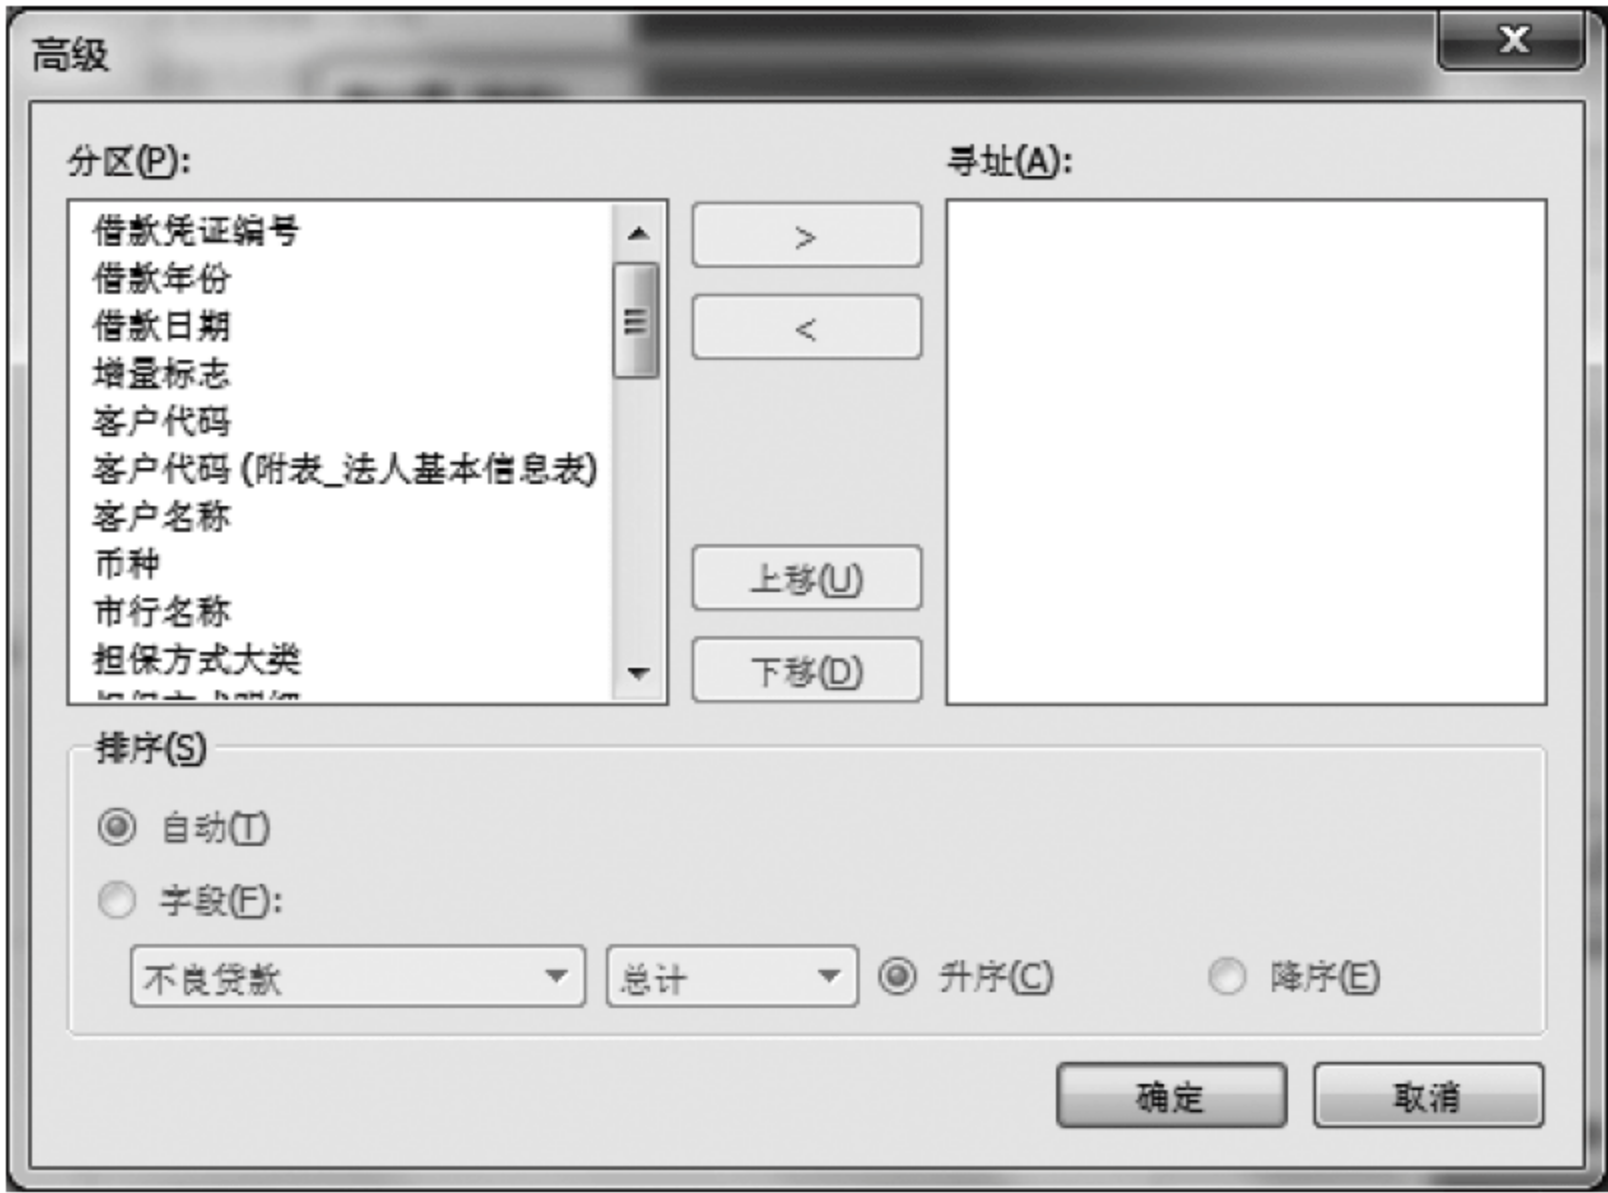 高级
X
分区(P):
寻址(A):
借款凭证编号
借款年份
借款日期
增量标志
客户代码
客户代码 (附表_法人基本信息表)
客户名称
币种
市行名称
担保方式大类
>
<
上移(U)
下移(D)
排序(S)
自动(T)
字段(F):
不良贷款
总计
升序(C)
降序(E)
确定
取消